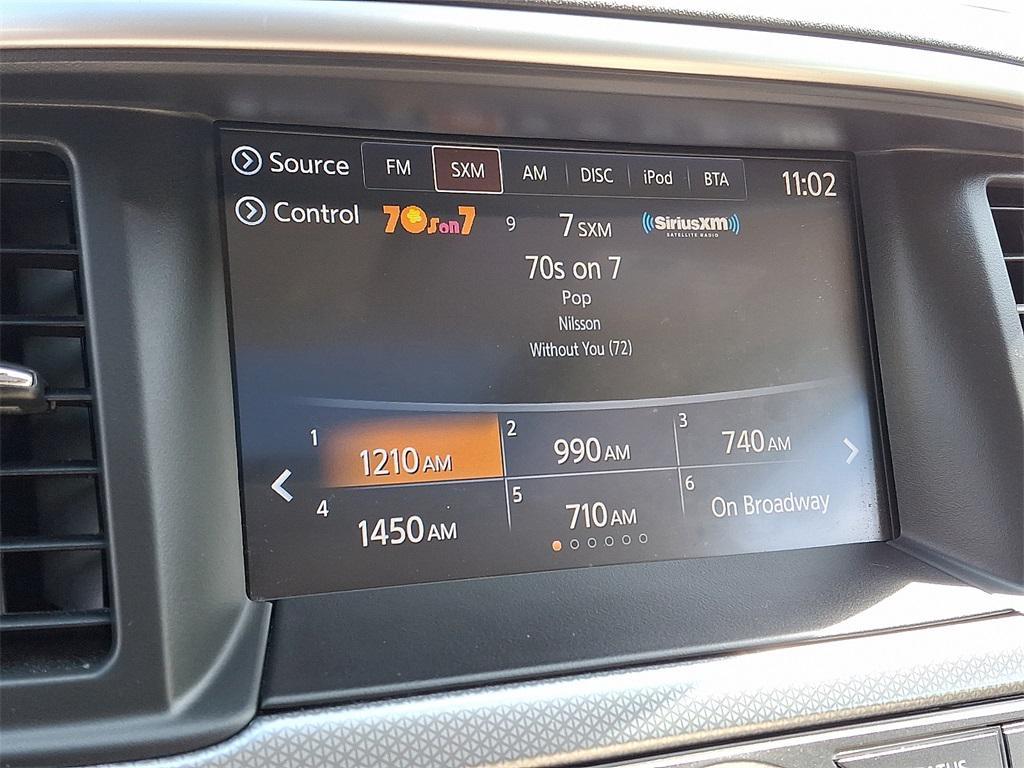 Source FM SXM AM DISC iPod BTA 11:02
Control 70s on 7 9 7 SXM ((SiriusXM))
SATELLITE RADIO
70s on 7
Pop
Nilsson
Without You (72)
1 1210 AM 2 990 AM 3 740 AM
4 1450 AM 5 710 AM 6 On Broadway